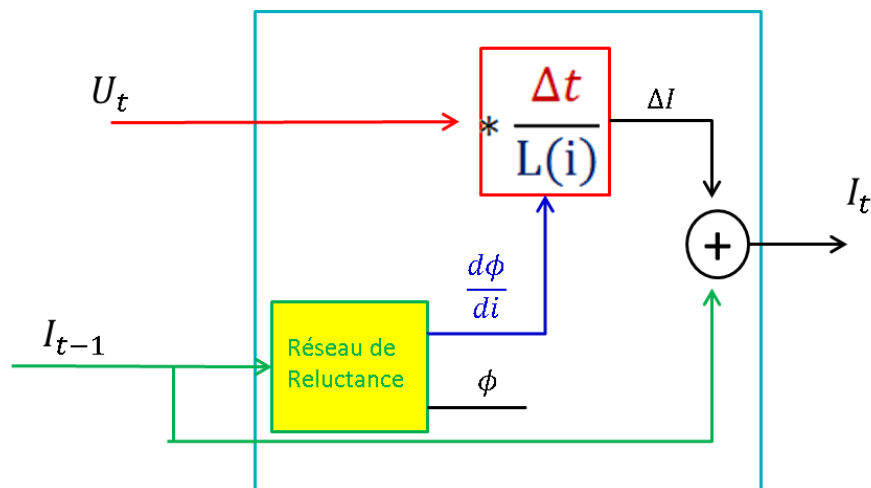 U_t
* Δt / L(i)
ΔI
I_t
dϕ / di
I_{t−1}
Réseau de
Reluctance
ϕ
+